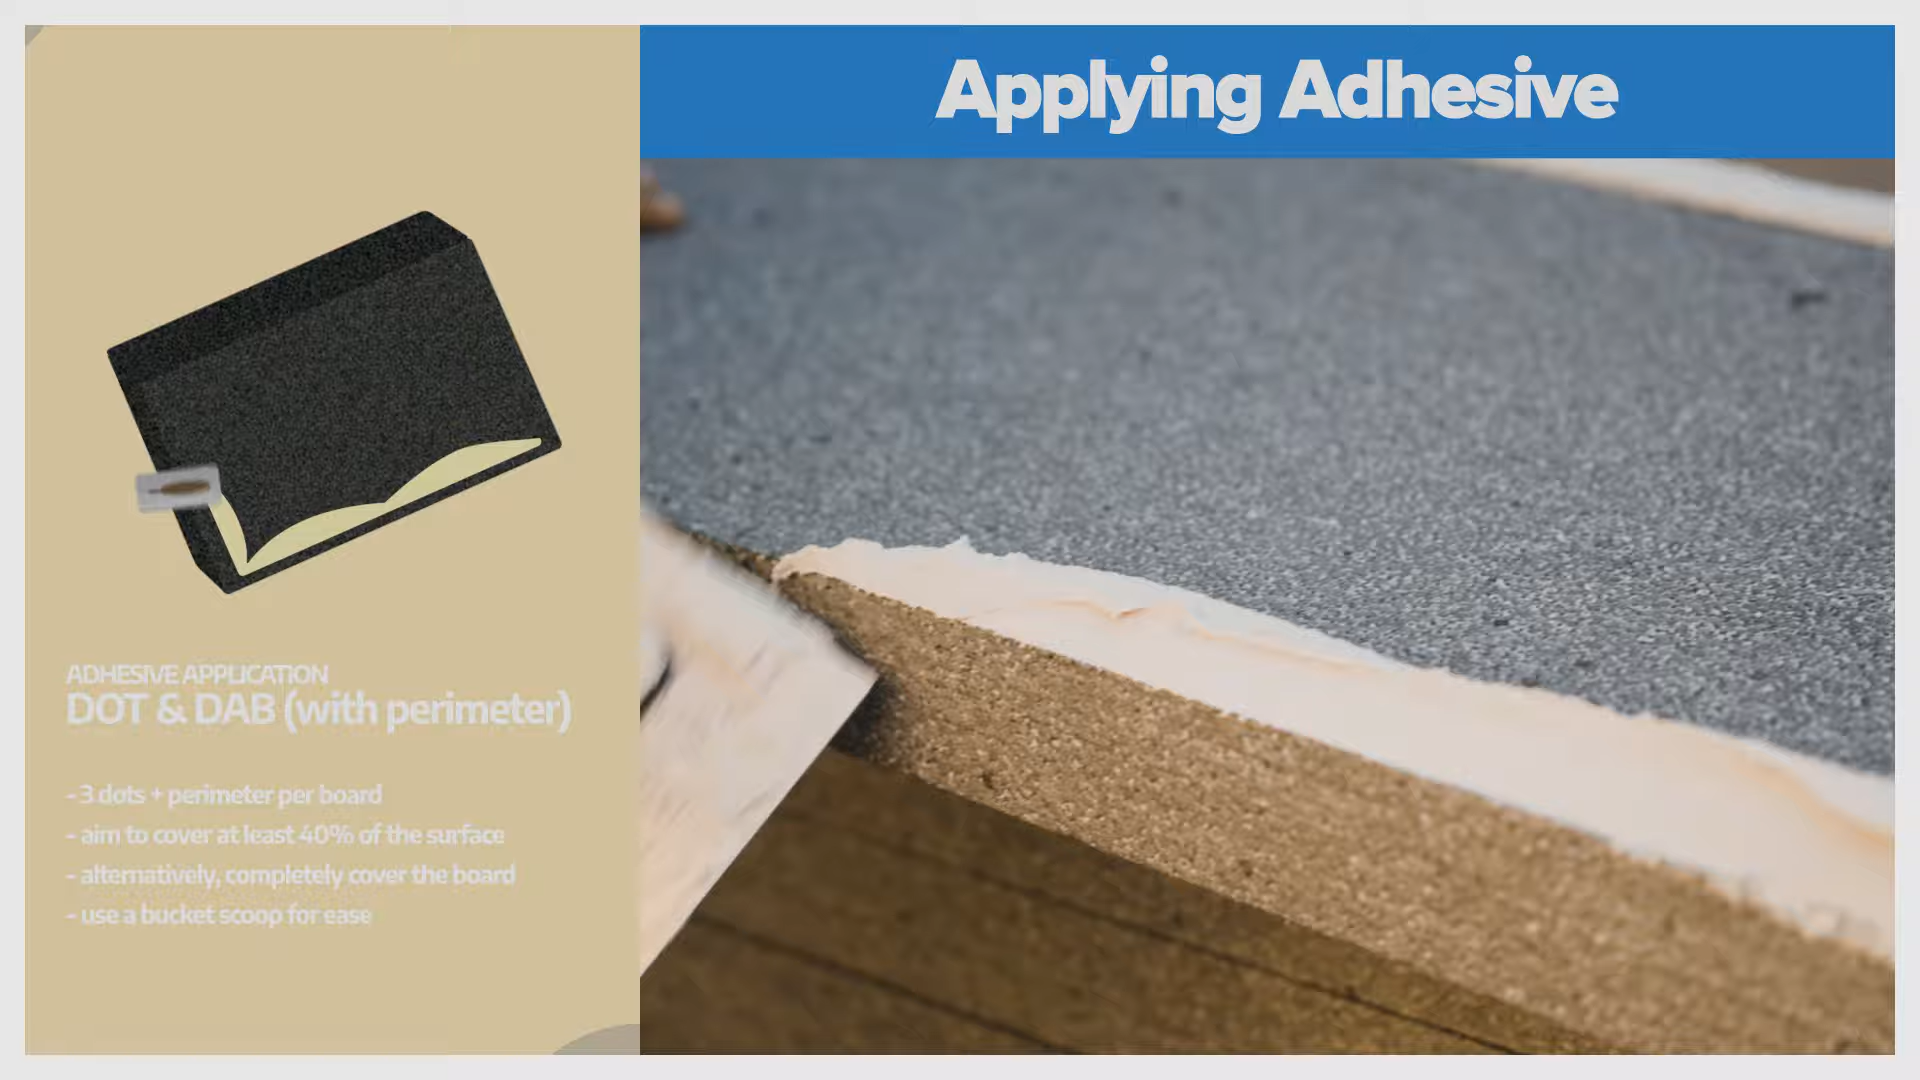 Applying Adhesive
ADHESIVE APPLICATION
DOT & DAB (with perimeter)
- 3 dots + perimeter per board
- aim to cover at least 40% of the surface
- alternatively, completely cover the board
- use a bucket scoop for ease